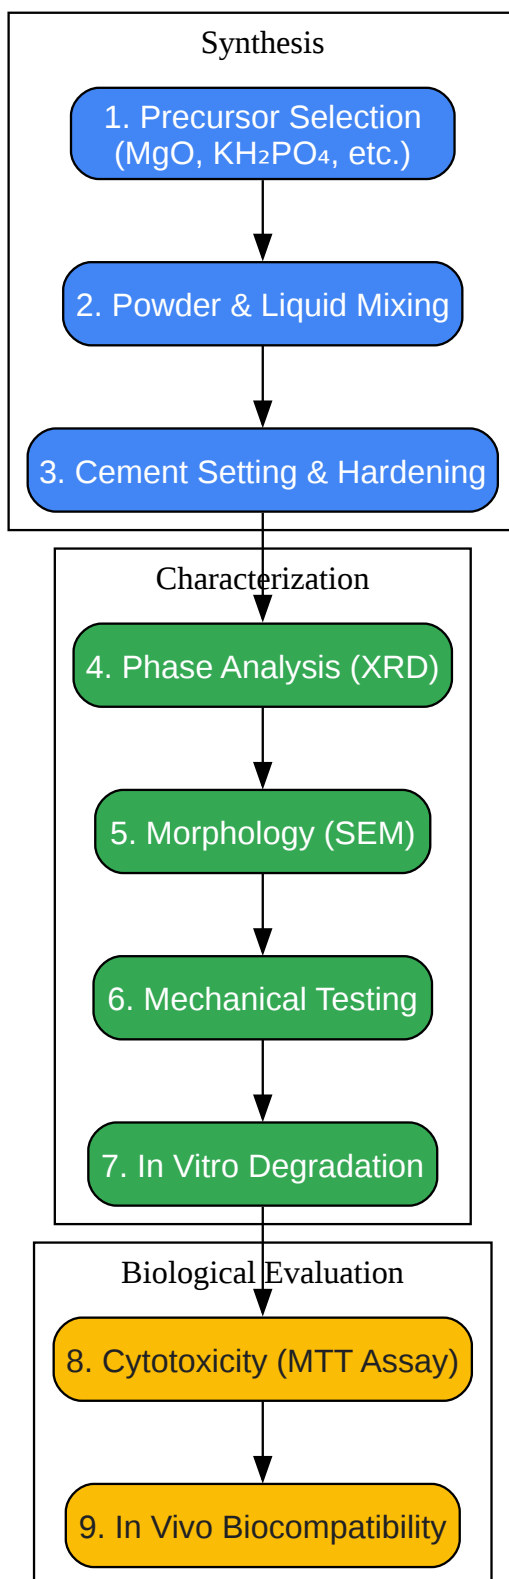 Synthesis
1. Precursor Selection
(MgO, KH₂PO₄, etc.)
2. Powder & Liquid Mixing
3. Cement Setting & Hardening
Characterization
4. Phase Analysis (XRD)
5. Morphology (SEM)
6. Mechanical Testing
7. In Vitro Degradation
Biological Evaluation
8. Cytotoxicity (MTT Assay)
9. In Vivo Biocompatibility